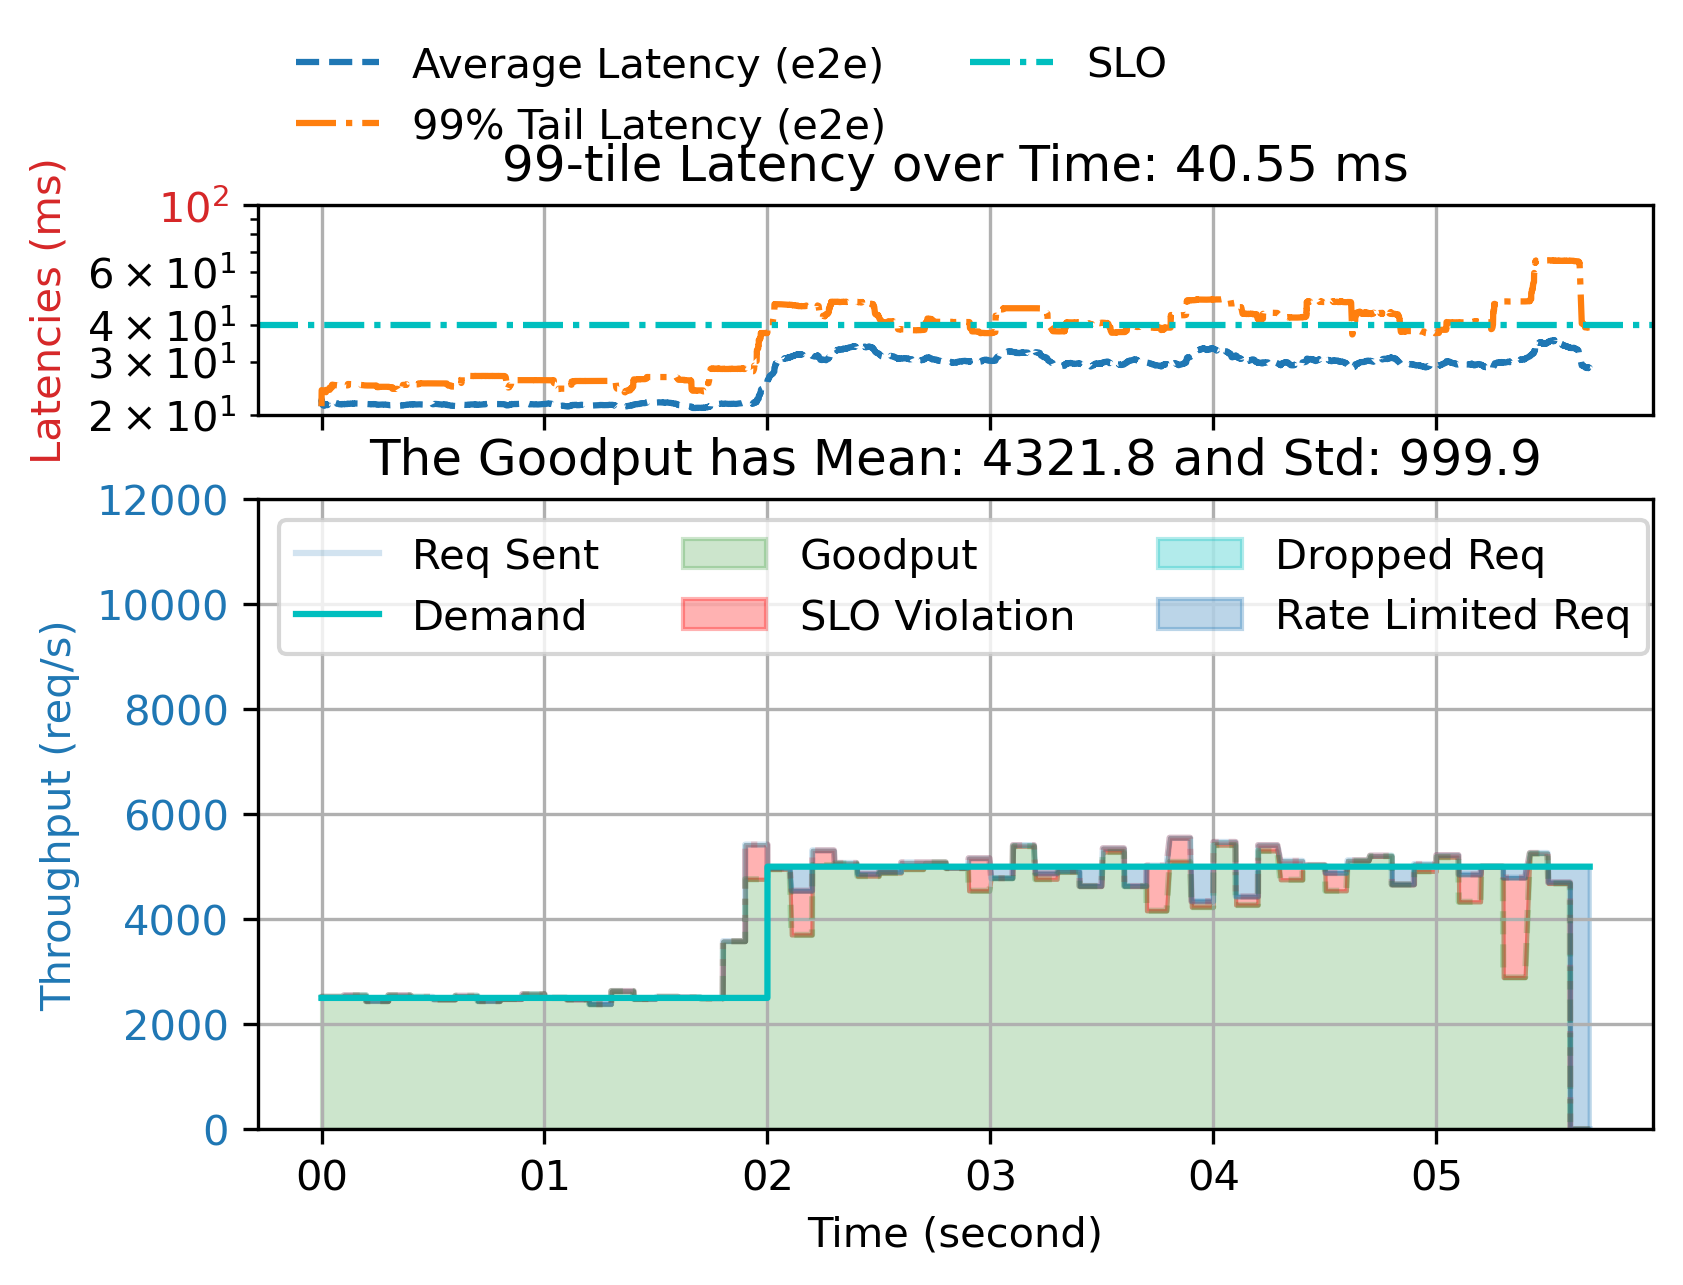 Average Latency (e2e)
SLO
99% Tail Latency (e2e)
99-tile Latency over Time: 40.55 ms
Latencies (ms)
10²
6 × 10¹
4 × 10¹
3 × 10¹
2 × 10¹
The Goodput has Mean: 4321.8 and Std: 999.9
Throughput (req/s)
12000
10000
8000
6000
4000
2000
0
Req Sent
Goodput
Dropped Req
Demand
SLO Violation
Rate Limited Req
00 01 02 03 04 05
Time (second)